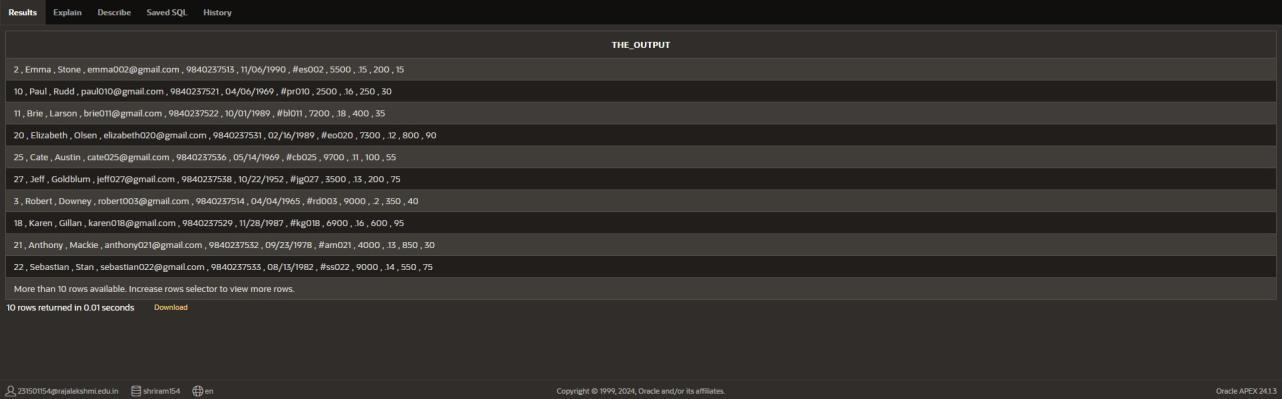 Results Explain Describe Saved SQL History
THE_OUTPUT
2 , Emma , Stone , emma002@gmail.com , 9840237513 , 11/06/1990 , #es002 , 5500 , .15 , 200 , 15
10 , Paul , Rudd , paul010@gmail.com , 9840237521 , 04/06/1969 , #pr010 , 2500 , .16 , 250 , 30
11 , Brie , Larson , brie011@gmail.com , 9840237522 , 10/01/1989 , #bl011 , 7200 , .18 , 400 , 35
20 , Elizabeth , Olsen , elizabeth020@gmail.com , 9840237531 , 02/16/1989 , #eo020 , 7300 , .12 , 800 , 90
25 , Cate , Austin , cate025@gmail.com , 9840237536 , 05/14/1969 , #cb025 , 9700 , .11 , 100 , 55
27 , Jeff , Goldblum , jeff027@gmail.com , 9840237538 , 10/22/1952 , #jg027 , 3500 , .13 , 200 , 75
3 , Robert , Downey , robert003@gmail.com , 9840237514 , 04/04/1965 , #rd003 , 9000 , .2 , 350 , 40
18 , Karen , Gillan , karen018@gmail.com , 9840237529 , 11/28/1987 , #kg018 , 6900 , .16 , 600 , 95
21 , Anthony , Mackie , anthony021@gmail.com , 9840237532 , 09/23/1978 , #am021 , 4000 , .13 , 850 , 30
22 , Sebastian , Stan , sebastian022@gmail.com , 9840237533 , 08/13/1982 , #ss022 , 9000 , .14 , 550 , 75
More than 10 rows available. Increase rows selector to view more rows.
10 rows returned in 0.01 seconds Download
231501154@rajalakshmi.edu.in shriram154 en Copyright © 1999, 2024, Oracle and/or its affiliates. Oracle APEX 24.1.3